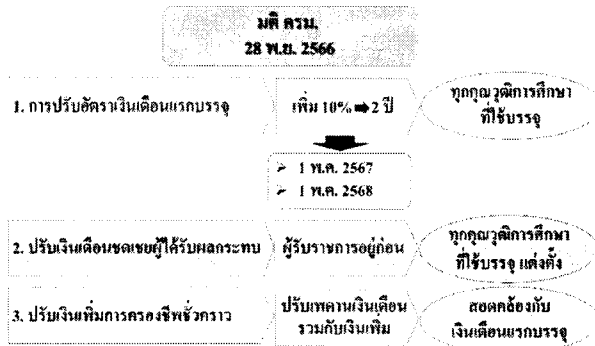 มติ ครม.
28 พ.ย. 2566
1. การปรับอัตราเงินเดือนแรกบรรจุ
เพิ่ม 10% ➡ 2 ปี
ทุกคุณวุฒิการศึกษา
ที่ใช้บรรจุ
➢ 1 พ.ค. 2567
➢ 1 พ.ค. 2568
2. ปรับเงินเดือนชดเชยผู้ได้รับผลกระทบ
ผู้รับราชการอยู่ก่อน
ทุกคุณวุฒิการศึกษา
ที่ใช้บรรจุ แต่งตั้ง
3. ปรับเงินเพิ่มการครองชีพชั่วคราว
ปรับเพดานเงินเดือน
รวมกับเงินเพิ่ม
สอดคล้องกับ
เงินเดือนแรกบรรจุ